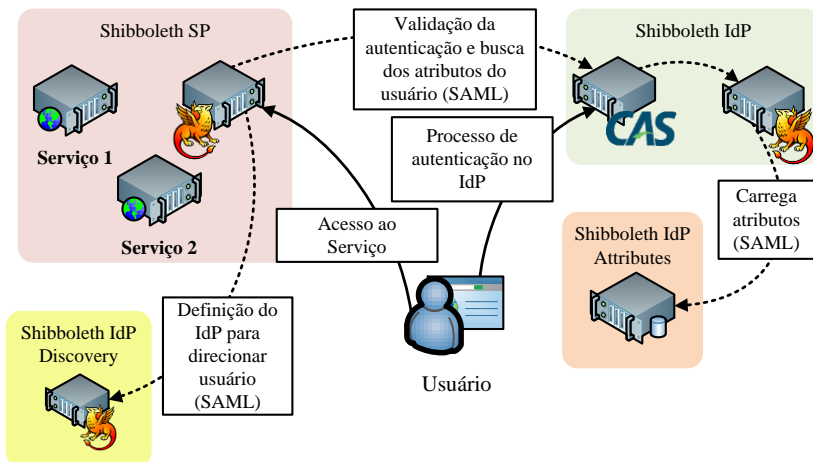 Shibboleth SP
Serviço 1
Serviço 2
Validação da
autenticação e busca
dos atributos do
usuário (SAML)
Shibboleth IdP
CAS
Processo de
autenticação no
IdP
Acesso ao
Serviço
Carrega
atributos
(SAML)
Shibboleth IdP
Attributes
Definição do
IdP para
direcionar
usuário
(SAML)
Shibboleth IdP
Discovery
Usuário